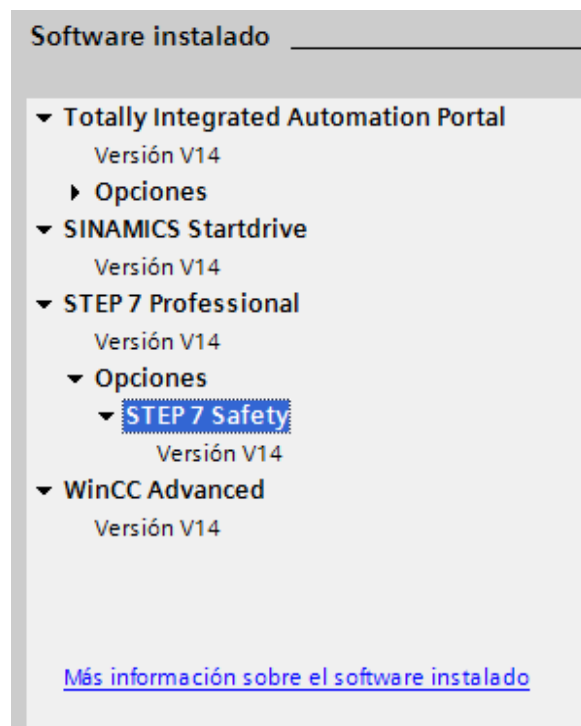 Software instalado
Totally Integrated Automation Portal
Versión V14
Opciones
SINAMICS Startdrive
Versión V14
STEP 7 Professional
Versión V14
Opciones
STEP 7 Safety
Versión V14
WinCC Advanced
Versión V14
Más información sobre el software instalado